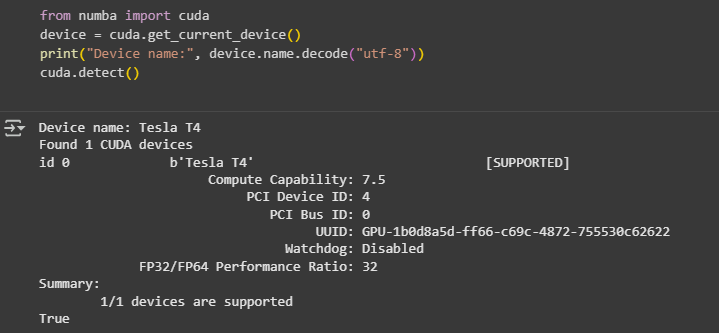 from numba import cuda
device = cuda.get_current_device()
print("Device name:", device.name.decode("utf-8"))
cuda.detect()
Device name: Tesla T4
Found 1 CUDA devices
id 0 b'Tesla T4' [SUPPORTED]
Compute Capability: 7.5
PCI Device ID: 4
PCI Bus ID: 0
UUID: GPU-1b0d8a5d-ff66-c69c-4872-755530c62622
Watchdog: Disabled
FP32/FP64 Performance Ratio: 32
Summary:
1/1 devices are supported
True